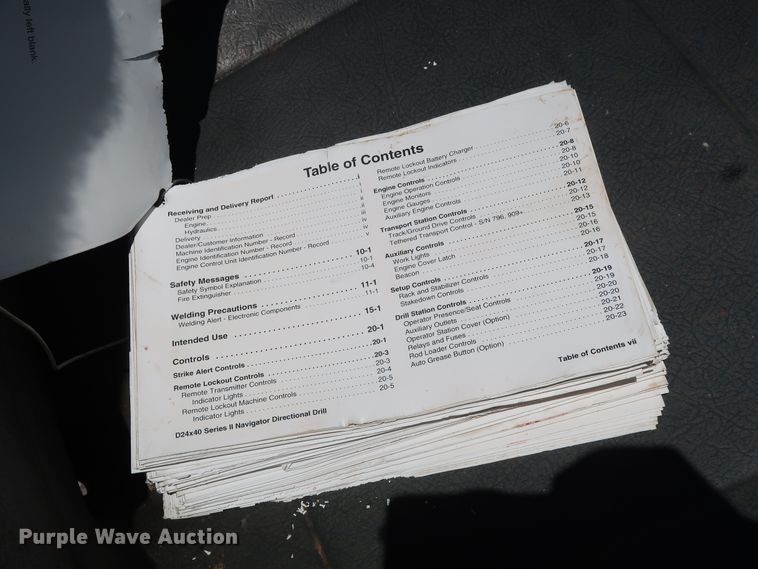 ally left blank.
Table of Contents
Receiving and Delivery Report i
Dealer Prep
Engine
Hydraulics
Delivery
Dealer/Customer Information
Machine Identification Number - Record
Engine Identification Number - Record
Engine Control Unit Identification Number - Record
Safety Messages 10-1
Safety Symbol Explanation 10-1
Fire Extinguisher 10-4
Welding Precautions 11-1
Welding Alert - Electronic Components 11-1
Intended Use 15-1
Controls 20-1
Strike Alert Controls 20-1
Remote Lockout Controls 20-3
Remote Transmitter Controls 20-3
Indicator Lights 20-4
Remote Lockout Machine Controls 20-5
Indicator Lights 20-5
D24x40 Series II Navigator Directional Drill
Remote Lockout Battery Charger 20-6
Remote Lockout Indicators 20-7
Engine Controls 20-8
Engine Operation Controls 20-8
Engine Monitors 20-10
Engine Gauges 20-10
Auxiliary Engine Controls 20-11
Transport Station Controls 20-12
Track/Ground Drive Controls 20-12
Tethered Transport Control - S/N 796, 909+ 20-13
Auxiliary Controls 20-15
Work Lights 20-15
Engine Cover Latch 20-16
Beacon 20-16
Setup Controls 20-17
Rack and Stabilizer Controls 20-17
Stakedown Controls 20-18
Drill Station Controls 20-19
Operator Presence/Seat Controls 20-19
Auxiliary Outlets 20-20
Operator Station Cover (Option) 20-20
Relays and Fuses 20-21
Rod Loader Controls 20-22
Auto Grease Button (Option) 20-23
Table of Contents vii
Purple Wave Auction